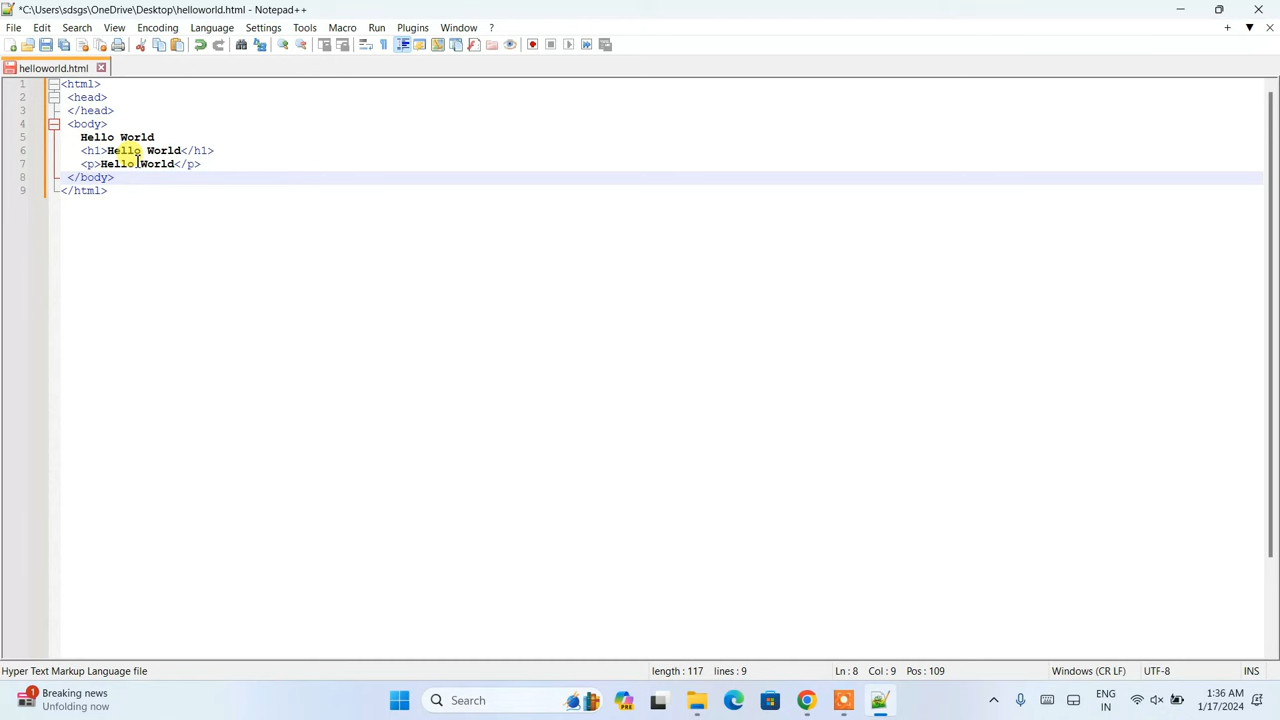 *C:\Users\sdsgs\OneDrive\Desktop\helloworld.html - Notepad++
File Edit Search View Encoding Language Settings Tools Macro Run Plugins Window ?
helloworld.html
1 <html>
2 <head>
3 </head>
4 <body>
5 Hello World
6 <h1>Hello World</h1>
7 <p>Hello World</p>
8 </body>
9 </html>
Hyper Text Markup Language file length : 117 lines : 9 Ln : 8 Col : 9 Pos : 109 Windows (CR LF) UTF-8 INS
1 Breaking news
Unfolding now
Search
PRE
ENG
IN
1:36 AM
1/17/2024